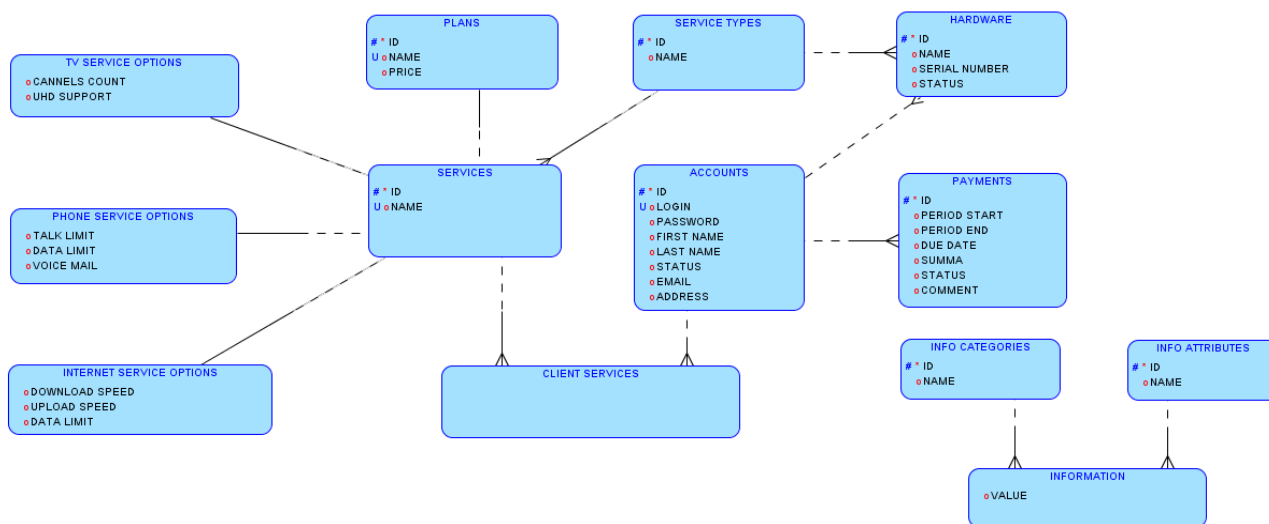 PLANS
# * ID
U o NAME
o PRICE
SERVICE TYPES
# * ID
o NAME
HARDWARE
# * ID
o NAME
o SERIAL NUMBER
o STATUS
TV SERVICE OPTIONS
o CANNELS COUNT
o UHD SUPPORT
SERVICES
# * ID
U o NAME
ACCOUNTS
# * ID
U o LOGIN
o PASSWORD
o FIRST NAME
o LAST NAME
o STATUS
o EMAIL
o ADDRESS
PAYMENTS
# * ID
o PERIOD START
o PERIOD END
o DUE DATE
o SUMMA
o STATUS
o COMMENT
PHONE SERVICE OPTIONS
o TALK LIMIT
o DATA LIMIT
o VOICE MAIL
INTERNET SERVICE OPTIONS
o DOWNLOAD SPEED
o UPLOAD SPEED
o DATA LIMIT
CLIENT SERVICES
INFO CATEGORIES
# * ID
o NAME
INFO ATTRIBUTES
# * ID
o NAME
INFORMATION
o VALUE